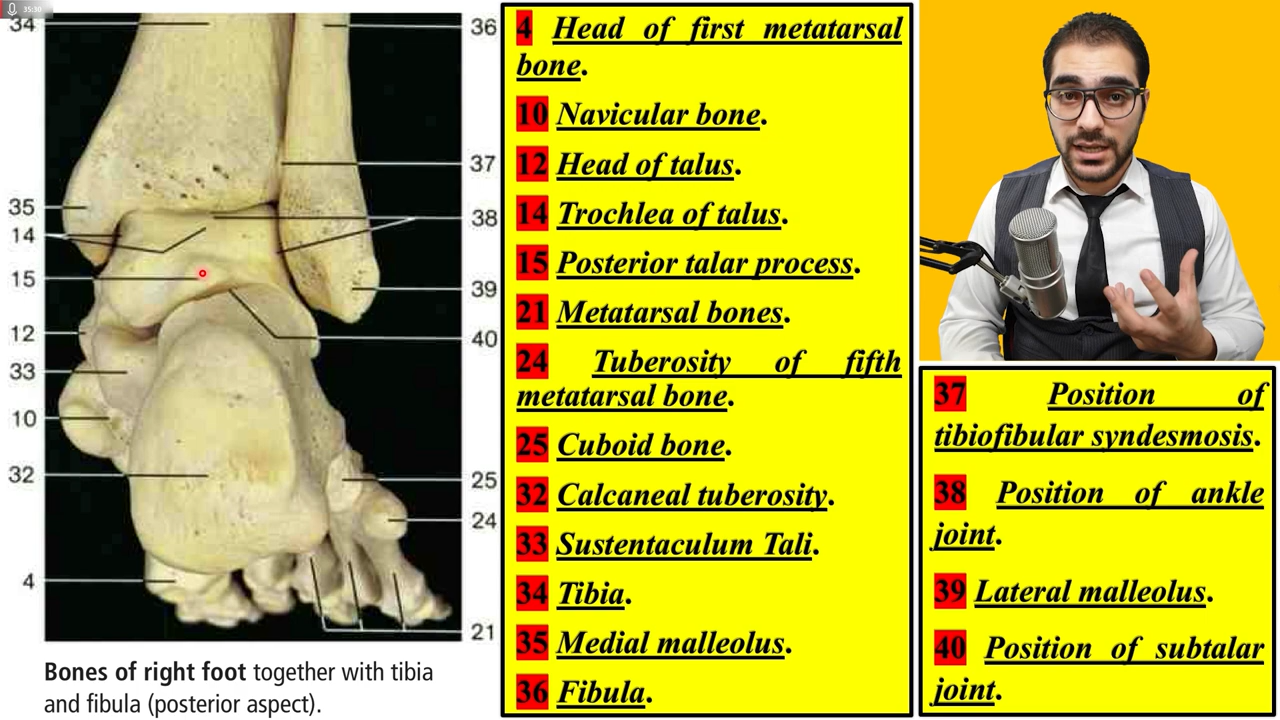 35:30
34
35
14
15
12
33
10
32
4
36
37
38
39
40
25
24
21
Bones of right foot together with tibia
and fibula (posterior aspect).
4 Head of first metatarsal
bone.
10 Navicular bone.
12 Head of talus.
14 Trochlea of talus.
15 Posterior talar process.
21 Metatarsal bones.
24 Tuberosity of fifth
metatarsal bone.
25 Cuboid bone.
32 Calcaneal tuberosity.
33 Sustentaculum Tali.
34 Tibia.
35 Medial malleolus.
36 Fibula.
37 Position of
tibiofibular syndesmosis.
38 Position of ankle
joint.
39 Lateral malleolus.
40 Position of subtalar
joint.